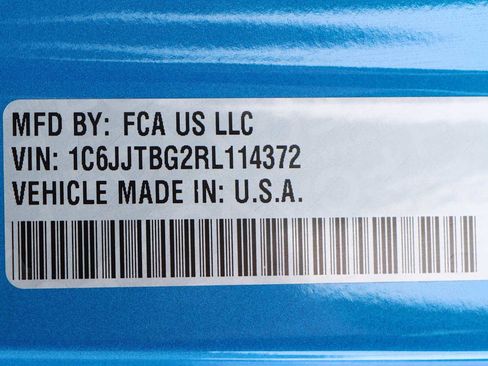 MFD BY: FCA US LLC
VIN: 1C6JJTBG2RL114372
VEHICLE MADE IN: U.S.A.